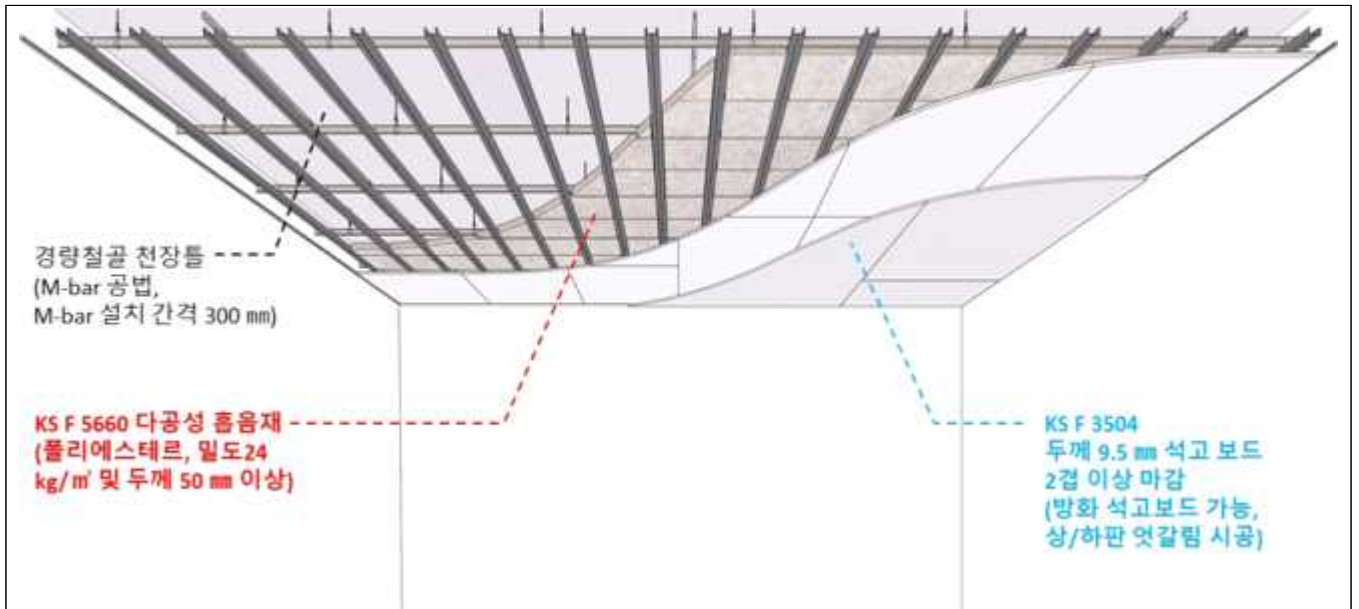 경량철골 천장틀
(M-bar 공법,
M-bar 설치 간격 300 ㎜)
KS F 5660 다공성 흡음재
(폴리에스테르, 밀도24
kg/㎥ 및 두께 50 ㎜ 이상)
KS F 3504
두께 9.5 ㎜ 석고 보드
2겹 이상 마감
(방화 석고보드 가능,
상/하판 엇갈림 시공)